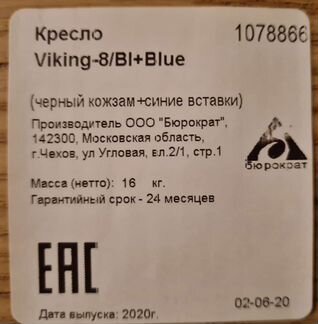 Кресло 1078866
Viking-8/Bl+Blue
(черный кожзам+синие вставки)
Производитель ООО "Бюрократ",
142300, Московская область,
г.Чехов, ул Угловая, вл.2/1, стр.1
бюрократ
Масса (нетто): 16 кг.
Гарантийный срок - 24 месяцев
EAC
Дата выпуска: 2020г. 02-06-20